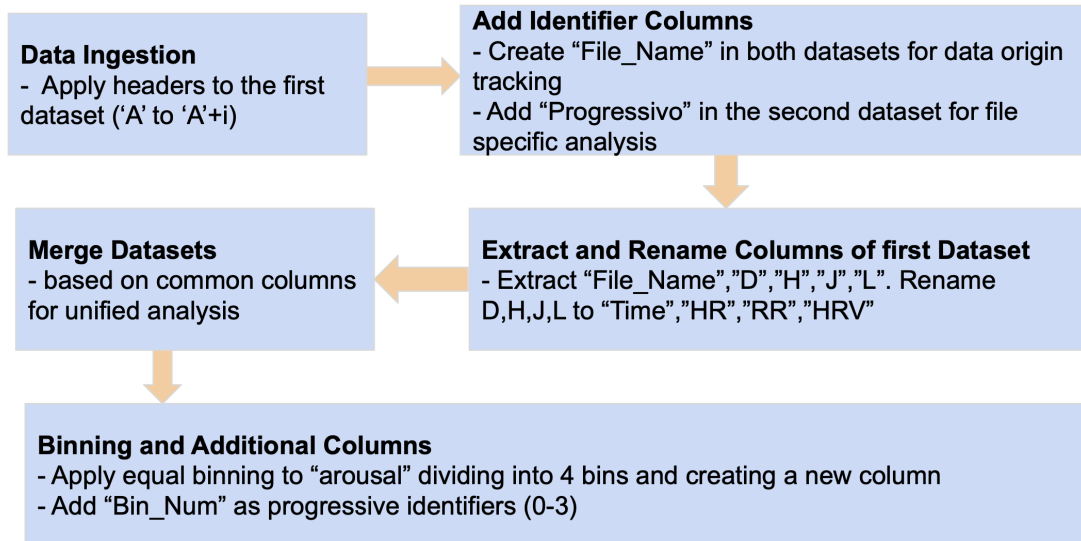 Data Ingestion
- Apply headers to the first
dataset (‘A’ to ‘A’+i)
Add Identifier Columns
- Create “File_Name” in both datasets for data origin
tracking
- Add “Progressivo” in the second dataset for file
specific analysis
Extract and Rename Columns of first Dataset
- Extract “File_Name”,”D”,”H”,”J”,”L”. Rename
D,H,J,L to “Time”,”HR”,”RR”,”HRV”
Merge Datasets
- based on common columns
for unified analysis
Binning and Additional Columns
- Apply equal binning to “arousal” dividing into 4 bins and creating a new column
- Add “Bin_Num” as progressive identifiers (0-3)